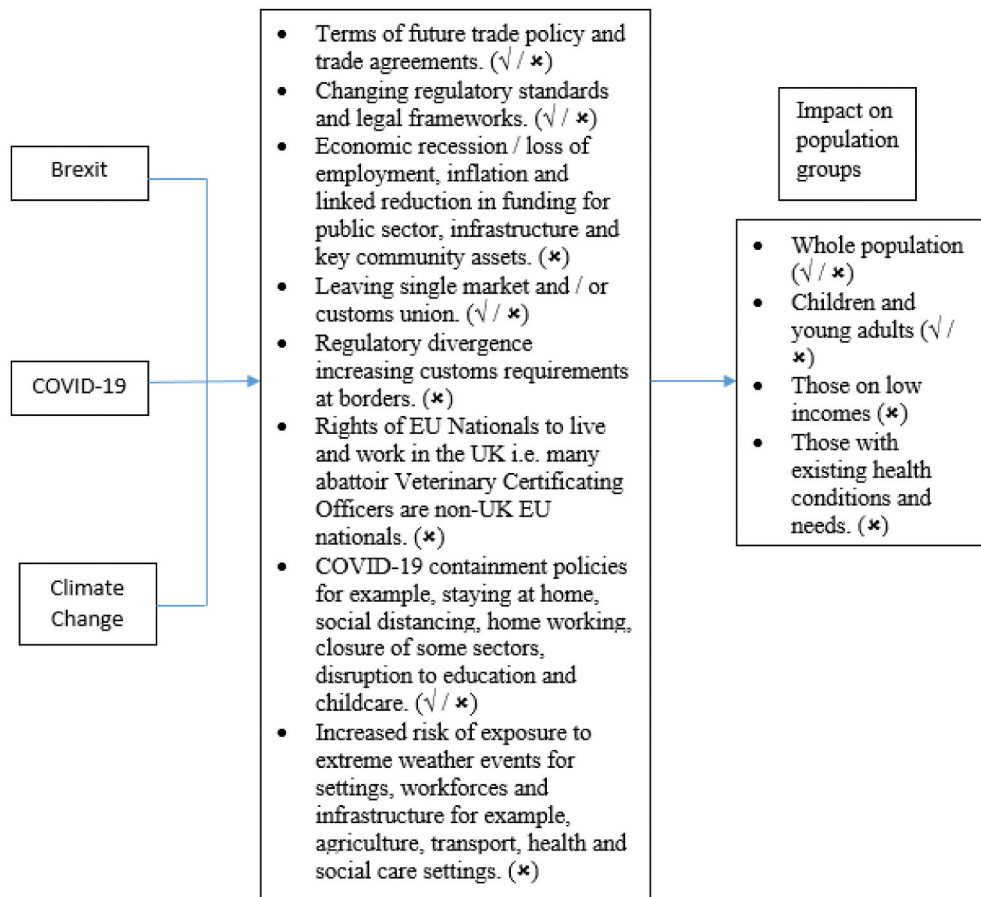 Brexit
COVID-19
Climate
Change
• Terms of future trade policy and
trade agreements. (√ / ×)
• Changing regulatory standards
and legal frameworks. (√ / ×)
• Economic recession / loss of
employment, inflation and
linked reduction in funding for
public sector, infrastructure and
key community assets. (×)
• Leaving single market and / or
customs union. (√ / ×)
• Regulatory divergence
increasing customs requirements
at borders. (×)
• Rights of EU Nationals to live
and work in the UK i.e. many
abattoir Veterinary Certificating
Officers are non-UK EU
nationals. (×)
• COVID-19 containment policies
for example, staying at home,
social distancing, home working,
closure of some sectors,
disruption to education and
childcare. (√ / ×)
• Increased risk of exposure to
extreme weather events for
settings, workforces and
infrastructure for example,
agriculture, transport, health and
social care settings. (×)
Impact on
population
groups
• Whole population
(√ / ×)
• Children and
young adults (√ /
×)
• Those on low
incomes (×)
• Those with
existing health
conditions and
needs. (×)